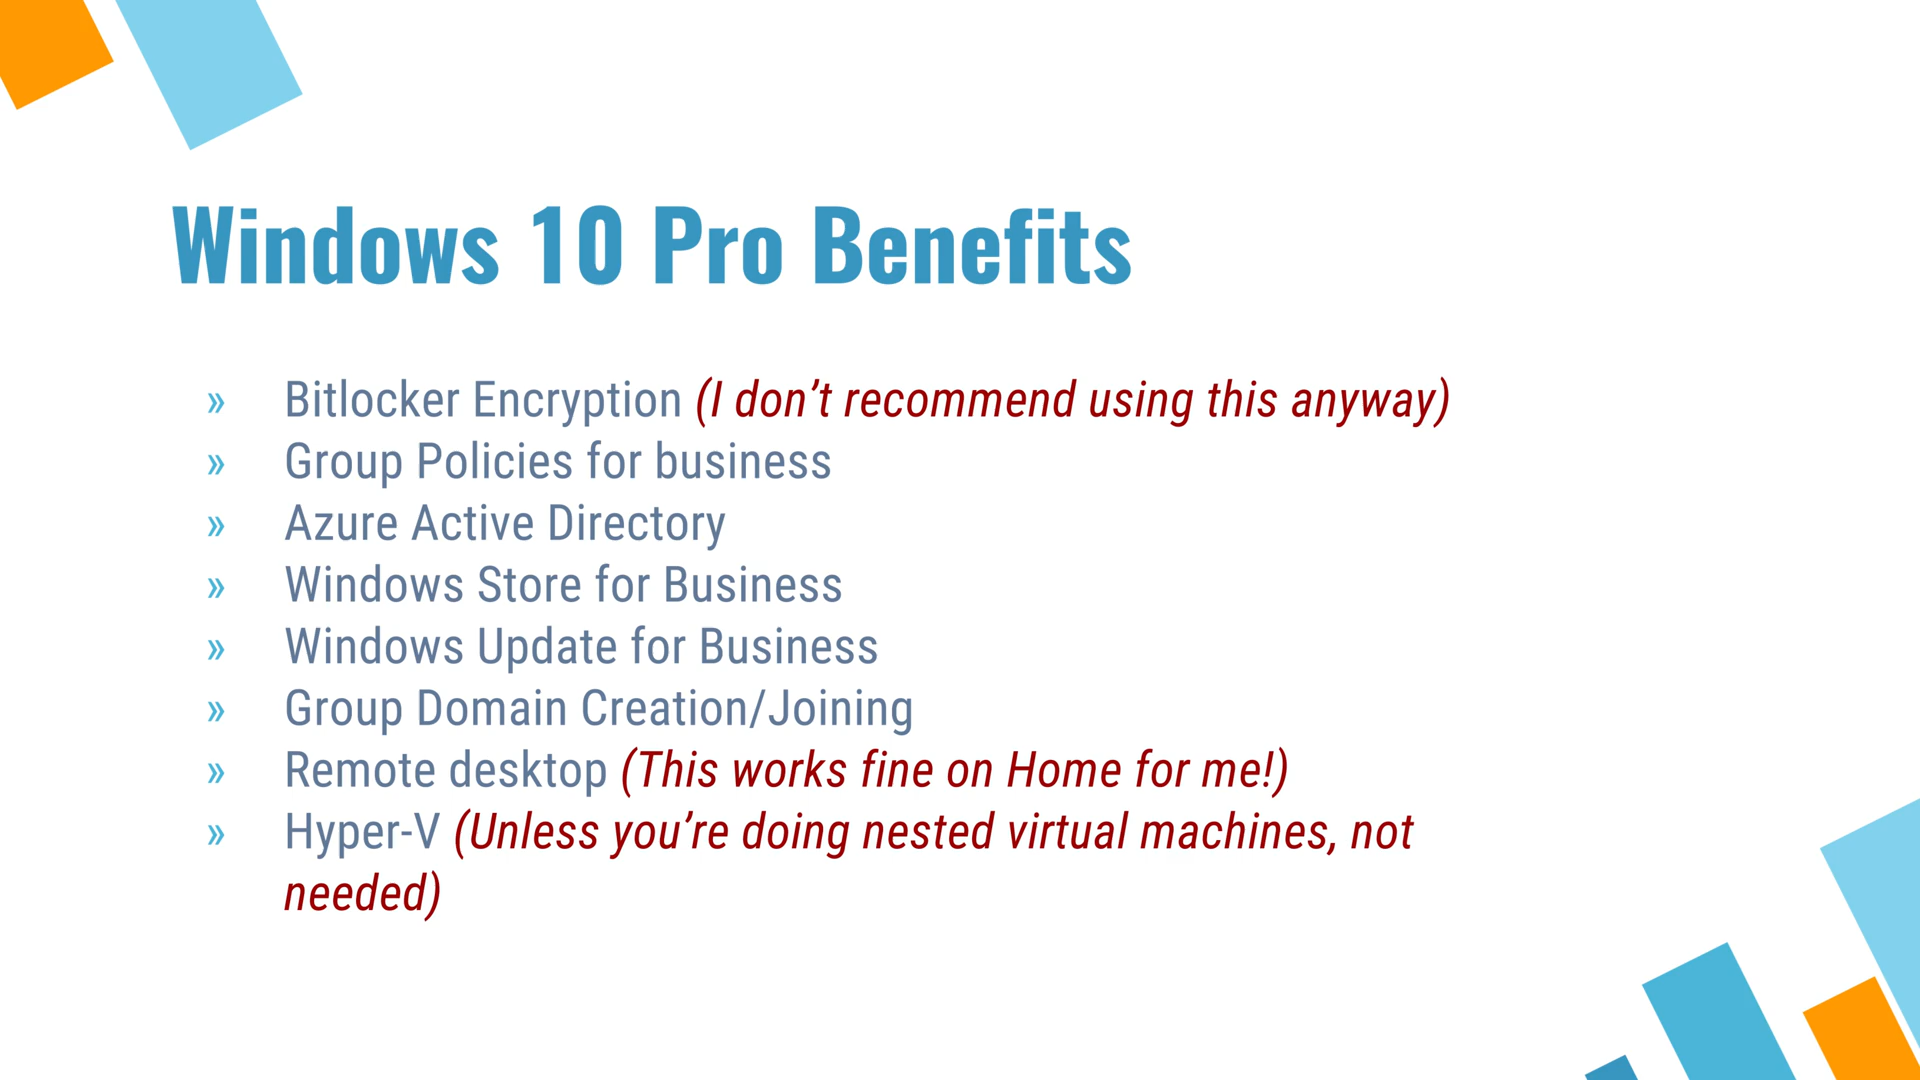 Windows 10 Pro Benefits
» Bitlocker Encryption (I don’t recommend using this anyway)
» Group Policies for business
» Azure Active Directory
» Windows Store for Business
» Windows Update for Business
» Group Domain Creation/Joining
» Remote desktop (This works fine on Home for me!)
» Hyper-V (Unless you’re doing nested virtual machines, not
needed)